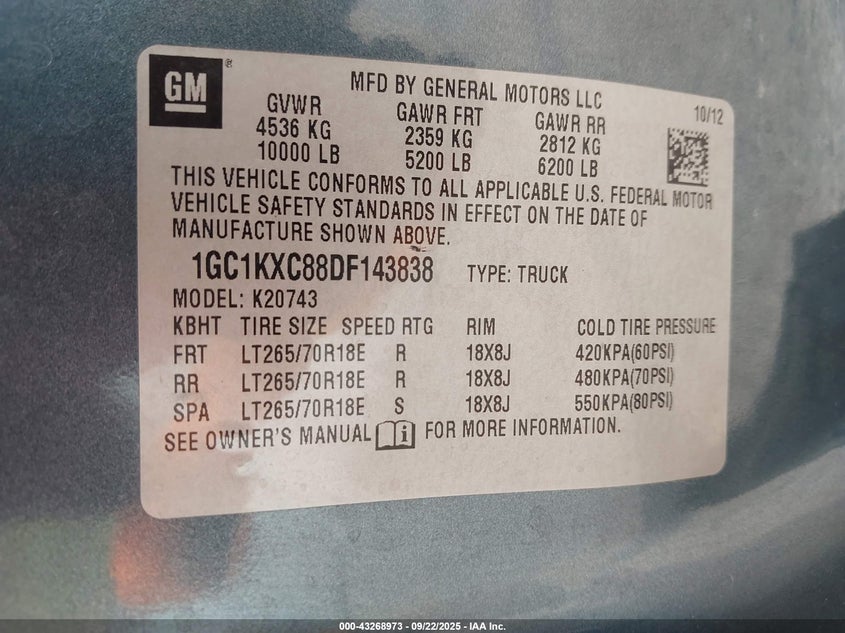 GM®
MFD BY GENERAL MOTORS LLC
10/12
GVWR GAWR FRT GAWR RR
4536 KG 2359 KG 2812 KG
10000 LB 5200 LB 6200 LB
THIS VEHICLE CONFORMS TO ALL APPLICABLE U.S. FEDERAL MOTOR
VEHICLE SAFETY STANDARDS IN EFFECT ON THE DATE OF
MANUFACTURE SHOWN ABOVE.
1GC1KXC88DF143838 TYPE: TRUCK
MODEL: K20743
KBHT TIRE SIZE SPEED RTG RIM COLD TIRE PRESSURE
FRT LT265/70R18E R 18X8J 420KPA(60PSI)
RR LT265/70R18E R 18X8J 480KPA(70PSI)
SPA LT265/70R18E S 18X8J 550KPA(80PSI)
SEE OWNER'S MANUAL i FOR MORE INFORMATION.
000-43268973 - 09/22/2025 - IAA Inc.